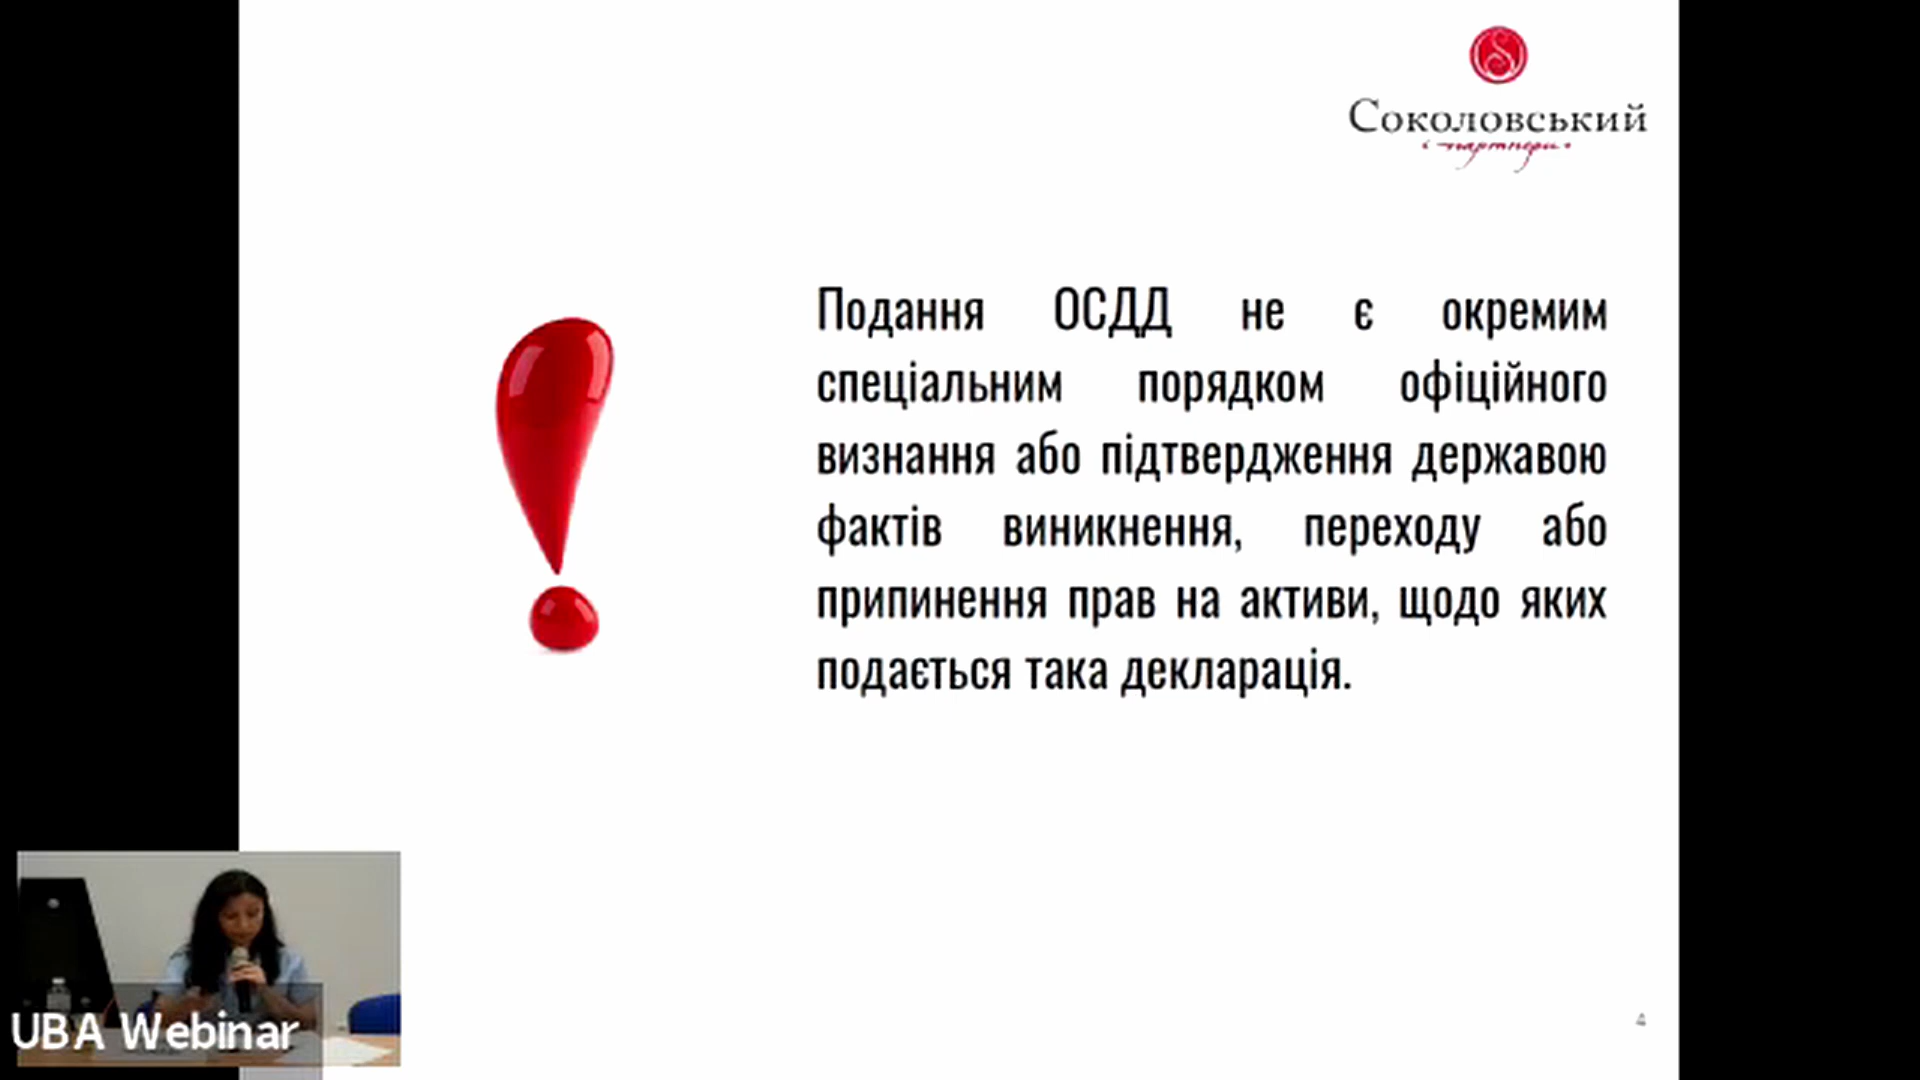 Соколовський
і партнери
Подання ОСДД не є окремим
спеціальним порядком офіційного
визнання або підтвердження державою
фактів виникнення, переходу або
припинення прав на активи, щодо яких
подається така декларація.
UBA Webinar
4